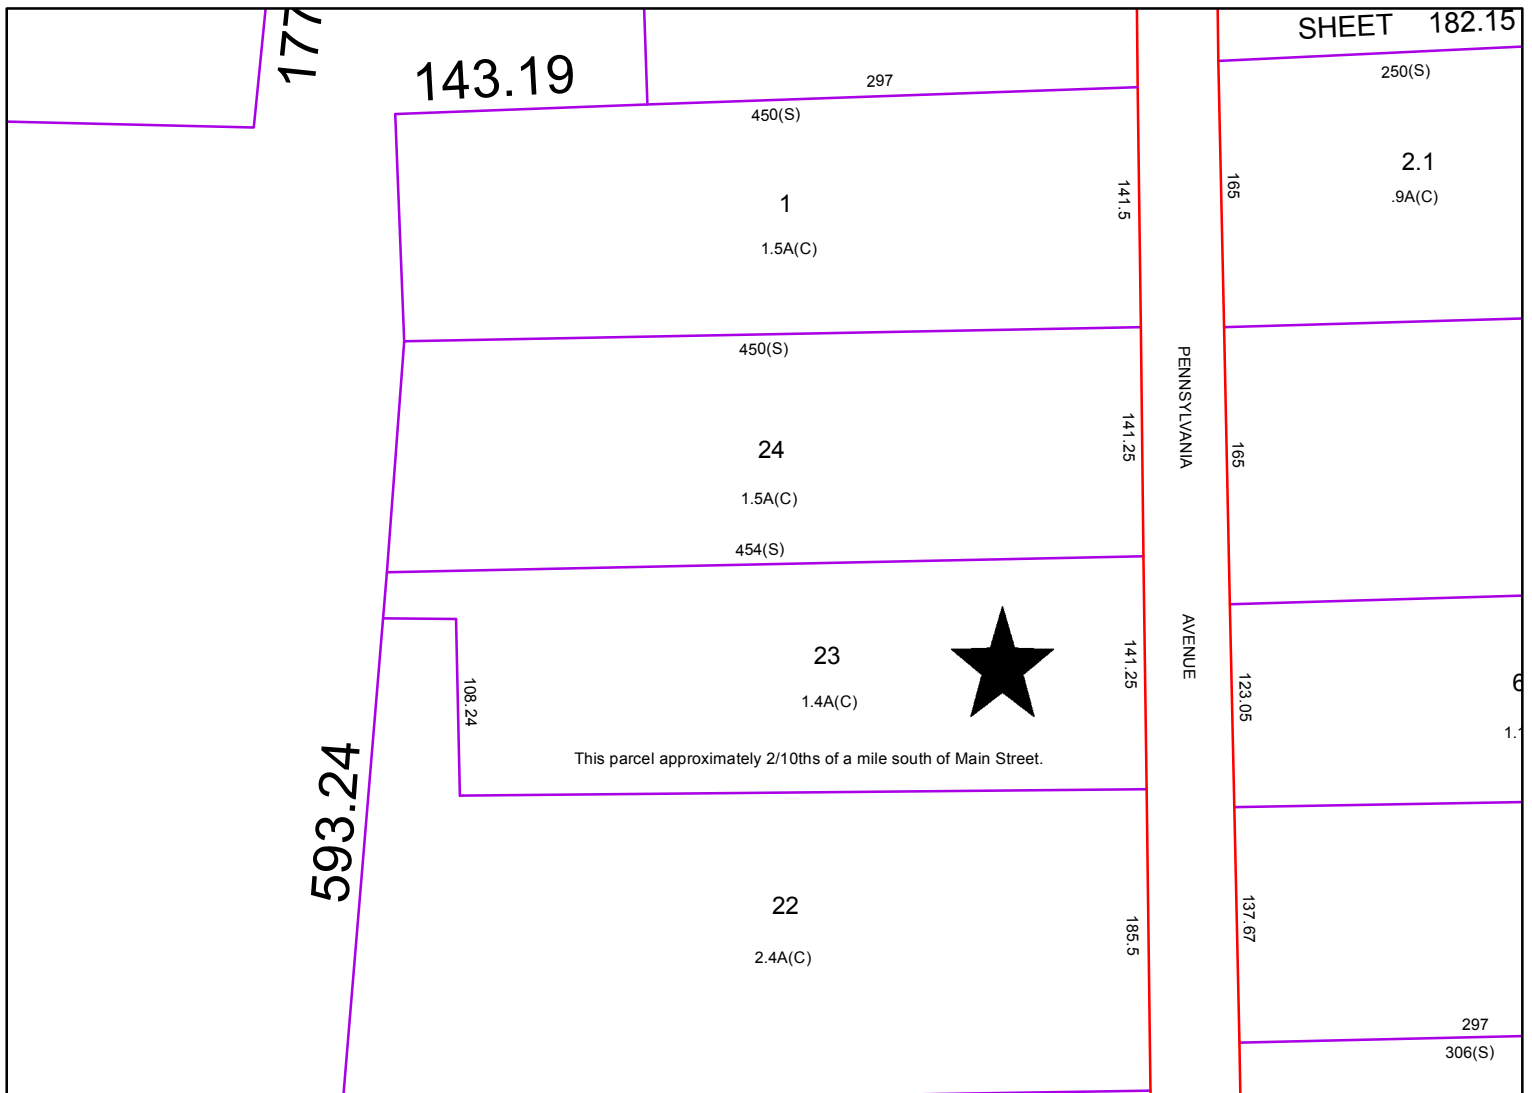 SHEET 182.15
177
143.19
297
250(S)
450(S)
2.1
.9A(C)
141.5
165
1
1.5A(C)
450(S)
PENNSYLVANIA
141.25
165
24
1.5A(C)
454(S)
AVENUE
23
1.4A(C)
141.25
123.05
108.24
This parcel approximately 2/10ths of a mile south of Main Street.
593.24
22
2.4A(C)
185.5
137.67
297
306(S)